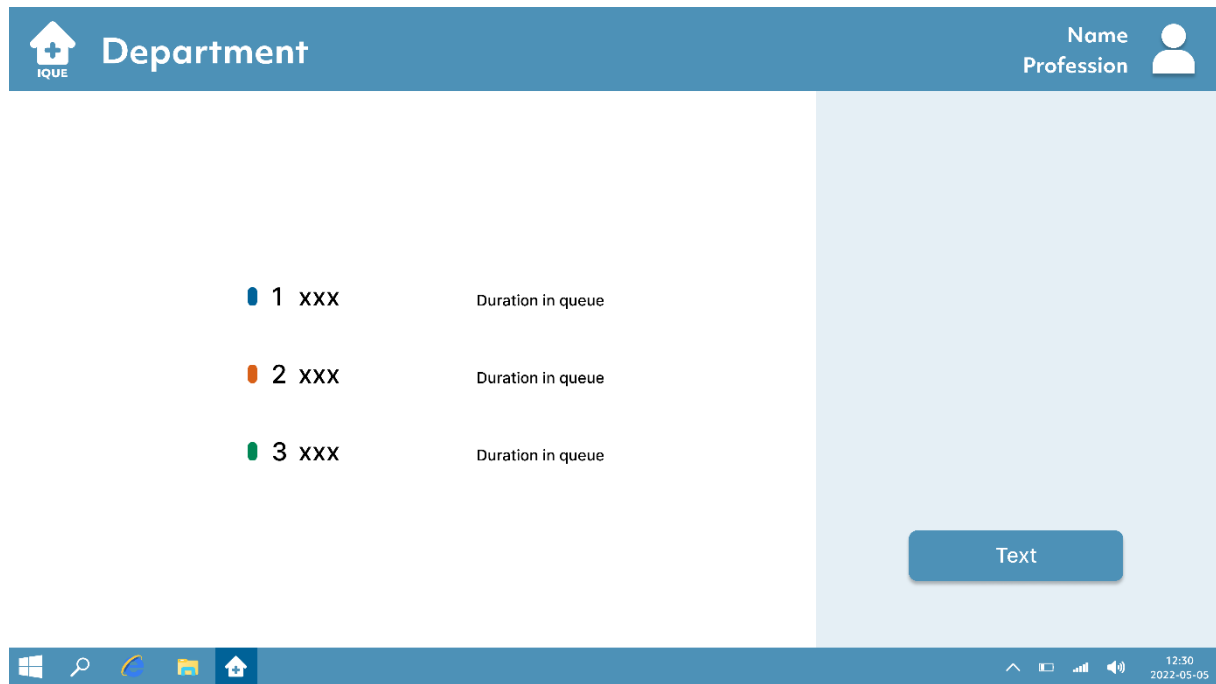 IQUE
Department
Name
Profession
1 xxx Duration in queue
2 xxx Duration in queue
3 xxx Duration in queue
Text
12:30
2022-05-05